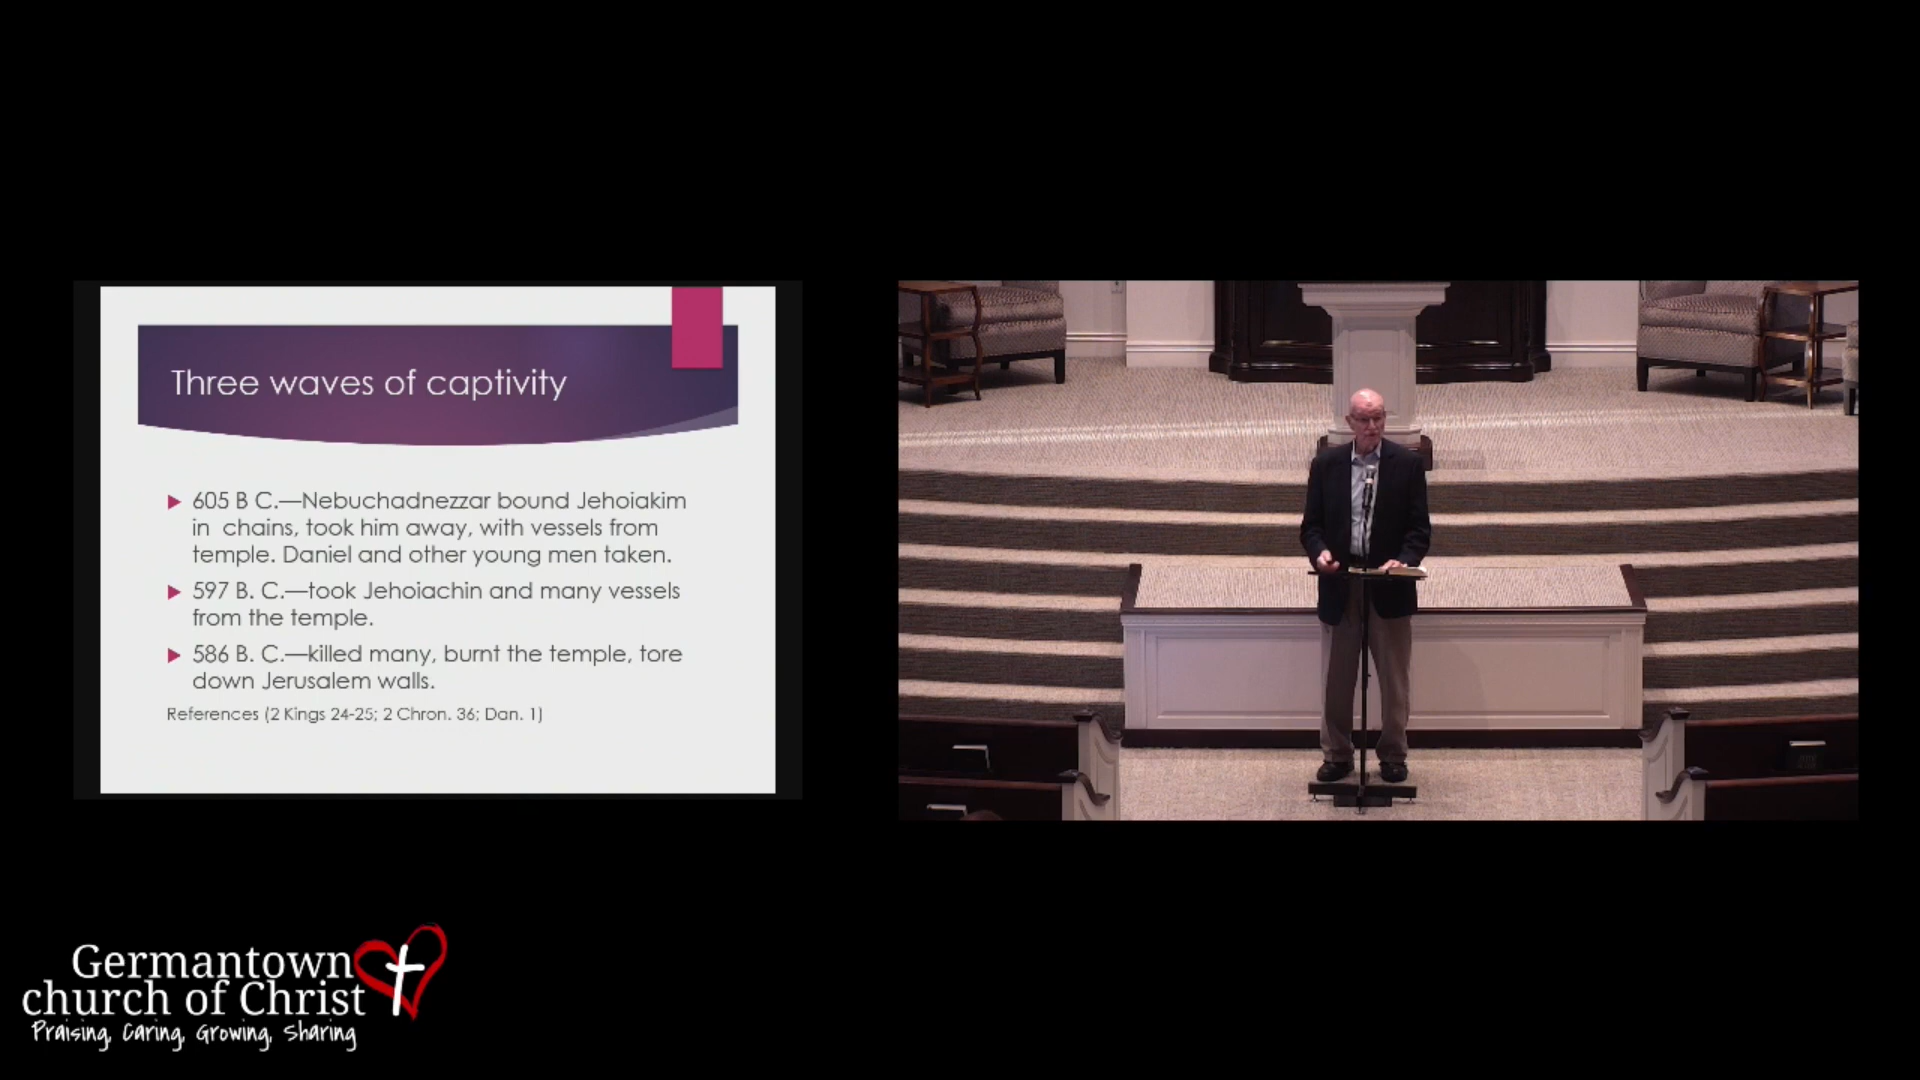 Three waves of captivity
605 B C.—Nebuchadnezzar bound Jehoiakim
in  chains, took him away, with vessels from
temple. Daniel and other young men taken.
597 B. C.—took Jehoiachin and many vessels
from the temple.
586 B. C.—killed many, burnt the temple, tore
down Jerusalem walls.
References (2 Kings 24-25; 2 Chron. 36; Dan. 1)
Germantown
church of Christ
Praising, Caring, Growing, Sharing